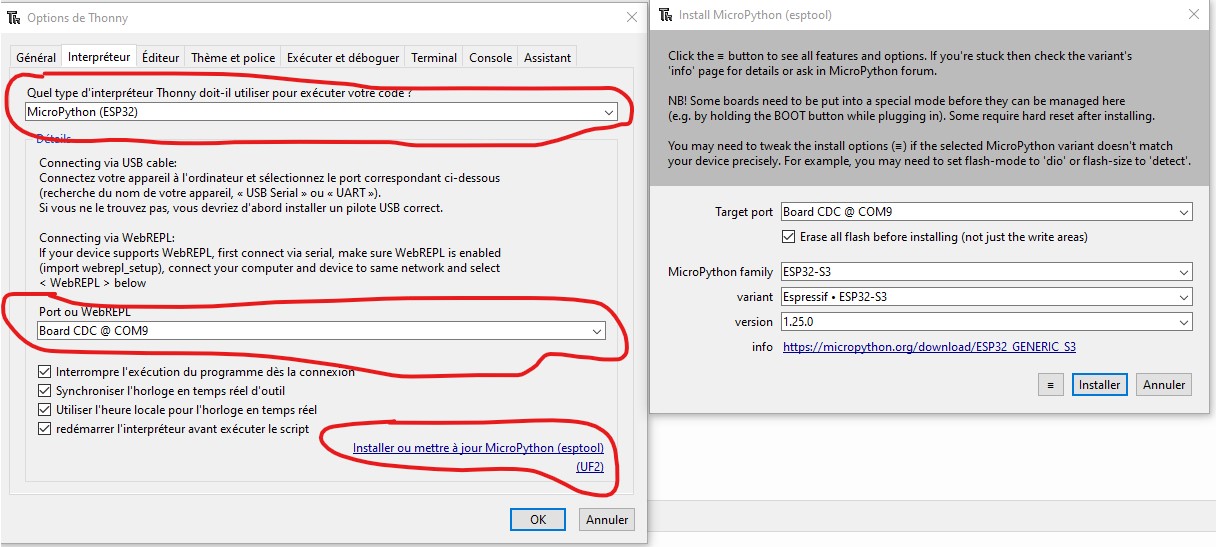 Options de Thonny
Général Interpréteur Éditeur Thème et police Exécuter et déboguer Terminal Console Assistant
Quel type d'interpréteur Thonny doit-il utiliser pour exécuter votre code ?
MicroPython (ESP32)
Détails
Connecting via USB cable:
Connectez votre appareil à l'ordinateur et sélectionnez le port correspondant ci-dessous
(recherche du nom de votre appareil, « USB Serial » ou « UART »).
Si vous ne le trouvez pas, vous devriez d'abord installer un pilote USB correct.
Connecting via WebREPL:
If your device supports WebREPL, first connect via serial, make sure WebREPL is enabled
(import webrepl_setup), connect your computer and device to same network and select
< WebREPL > below
Port ou WebREPL
Board CDC @ COM9
Interrompre l'exécution du programme dès la connexion
Synchroniser l'horloge en temps réel d'outil
Utiliser l'heure locale pour l'horloge en temps réel
redémarrer l'interpréteur avant exécuter le script
Installer ou mettre à jour MicroPython (esptool)
(UF2)
OK Annuler
Install MicroPython (esptool)
Click the ≡ button to see all features and options. If you're stuck then check the variant's
'info' page for details or ask in MicroPython forum.
NB! Some boards need to be put into a special mode before they can be managed here
(e.g. by holding the BOOT button while plugging in). Some require hard reset after installing.
You may need to tweak the install options (≡) if the selected MicroPython variant doesn't match
your device precisely. For example, you may need to set flash-mode to 'dio' or flash-size to 'detect'.
Target port Board CDC @ COM9
Erase all flash before installing (not just the write areas)
MicroPython family ESP32-S3
variant Espressif • ESP32-S3
version 1.25.0
info https://micropython.org/download/ESP32_GENERIC_S3
≡ Installer Annuler